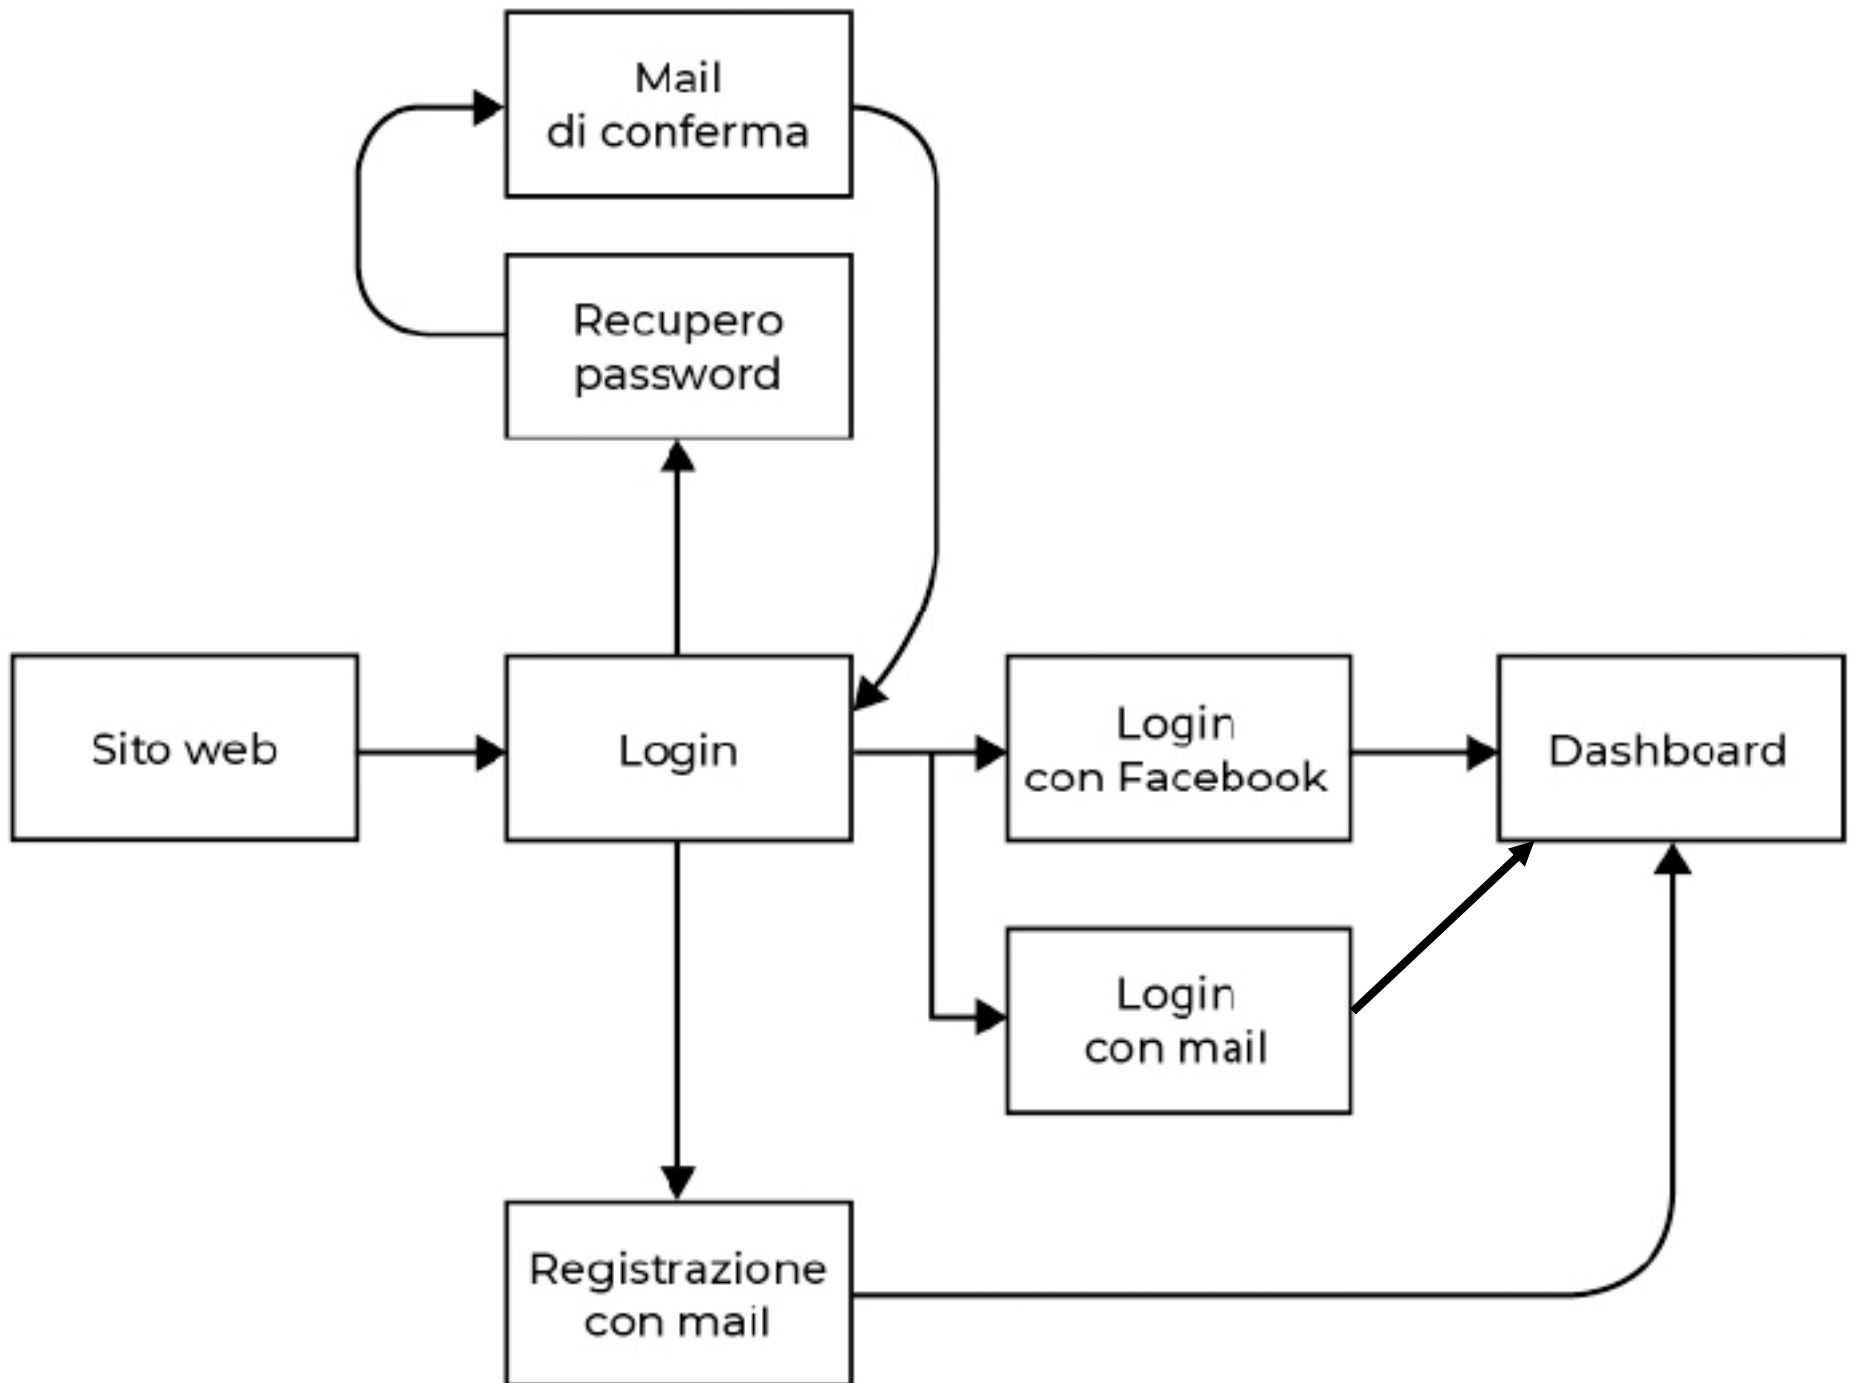 Mail
di conferma
Recupero
password
Sito web
Login
Login
con Facebook
Dashboard
Login
con mail
Registrazione
con mail